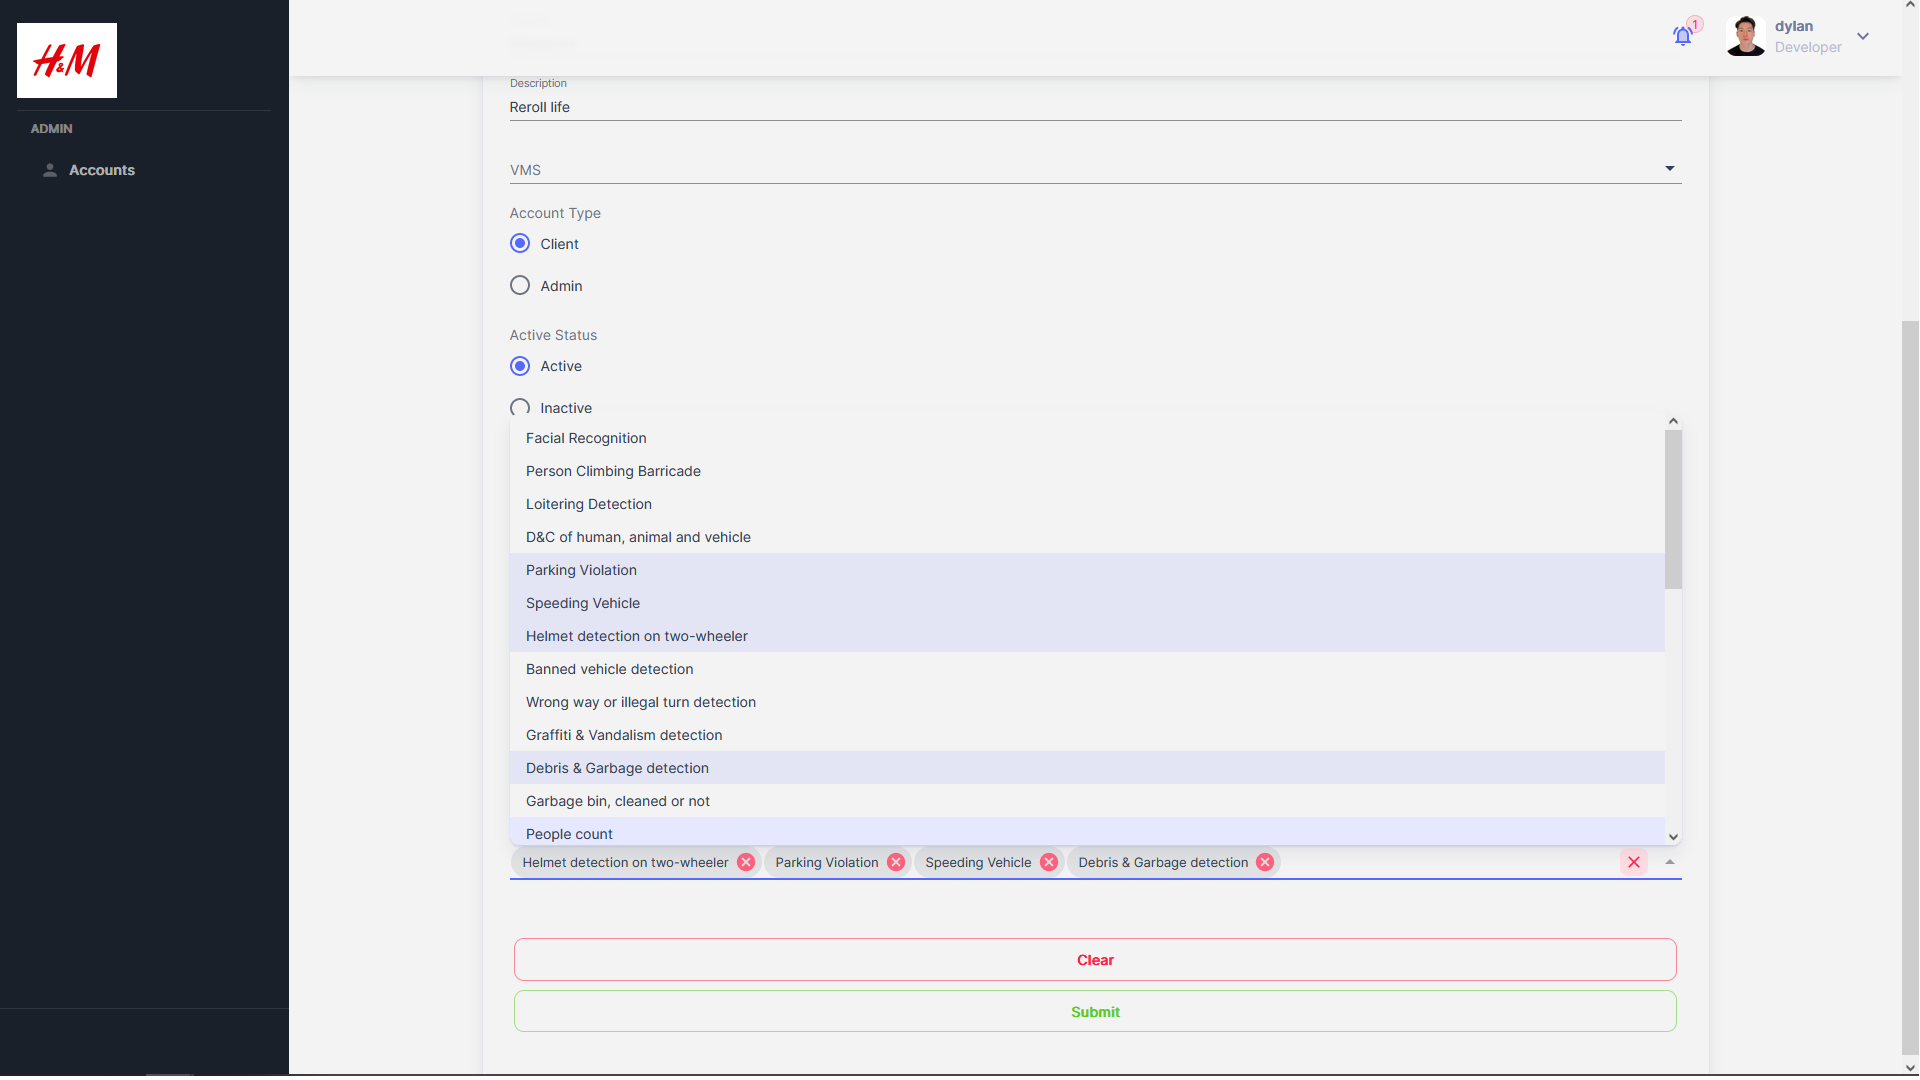 H&M
ADMIN
Accounts
1
dylan
Developer
Description
Reroll life
VMS
Account Type
Client
Admin
Active Status
Active
Inactive
Facial Recognition
Person Climbing Barricade
Loitering Detection
D&C of human, animal and vehicle
Parking Violation
Speeding Vehicle
Helmet detection on two-wheeler
Banned vehicle detection
Wrong way or illegal turn detection
Graffiti & Vandalism detection
Debris & Garbage detection
Garbage bin, cleaned or not
People count
Helmet detection on two-wheeler Parking Violation Speeding Vehicle Debris & Garbage detection
Clear
Submit